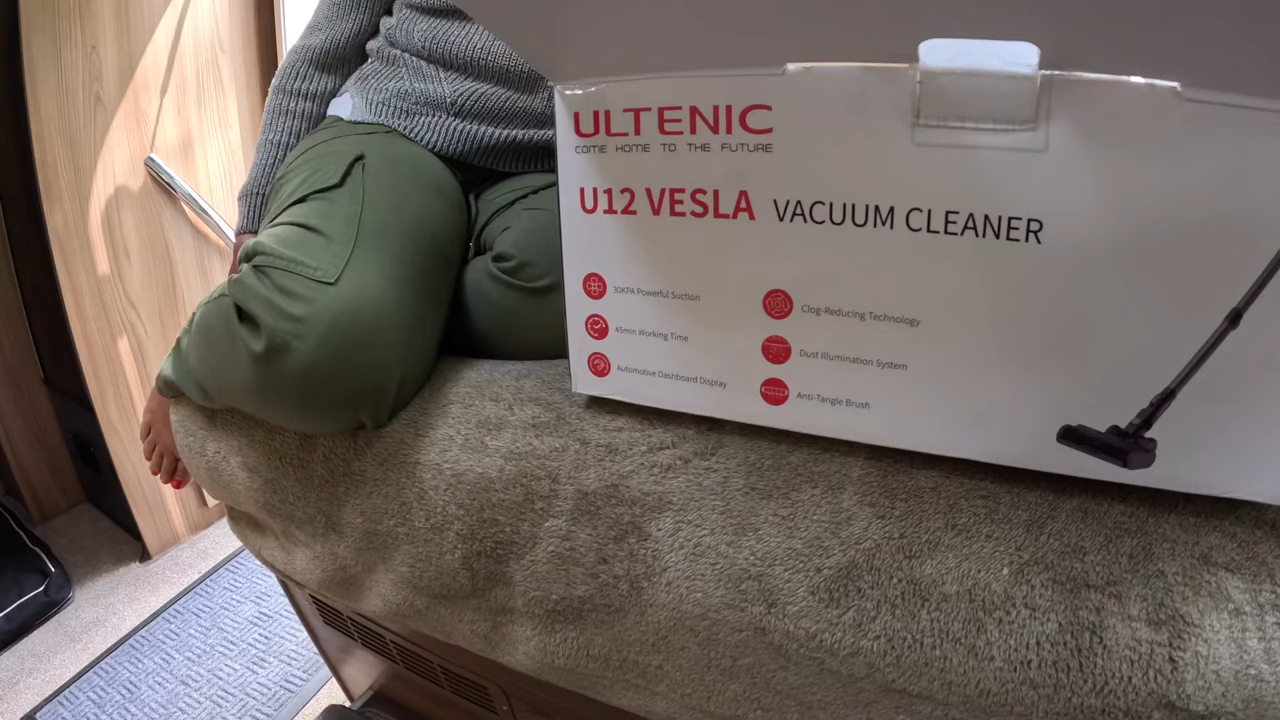 ULTENIC
COME HOME TO THE FUTURE
U12 VESLA VACUUM CLEANER
30KPA Powerful Suction
45min Working Time
Automotive Dashboard Display
Clog-Reducing Technology
Dust Illumination System
Anti-Tangle Brush